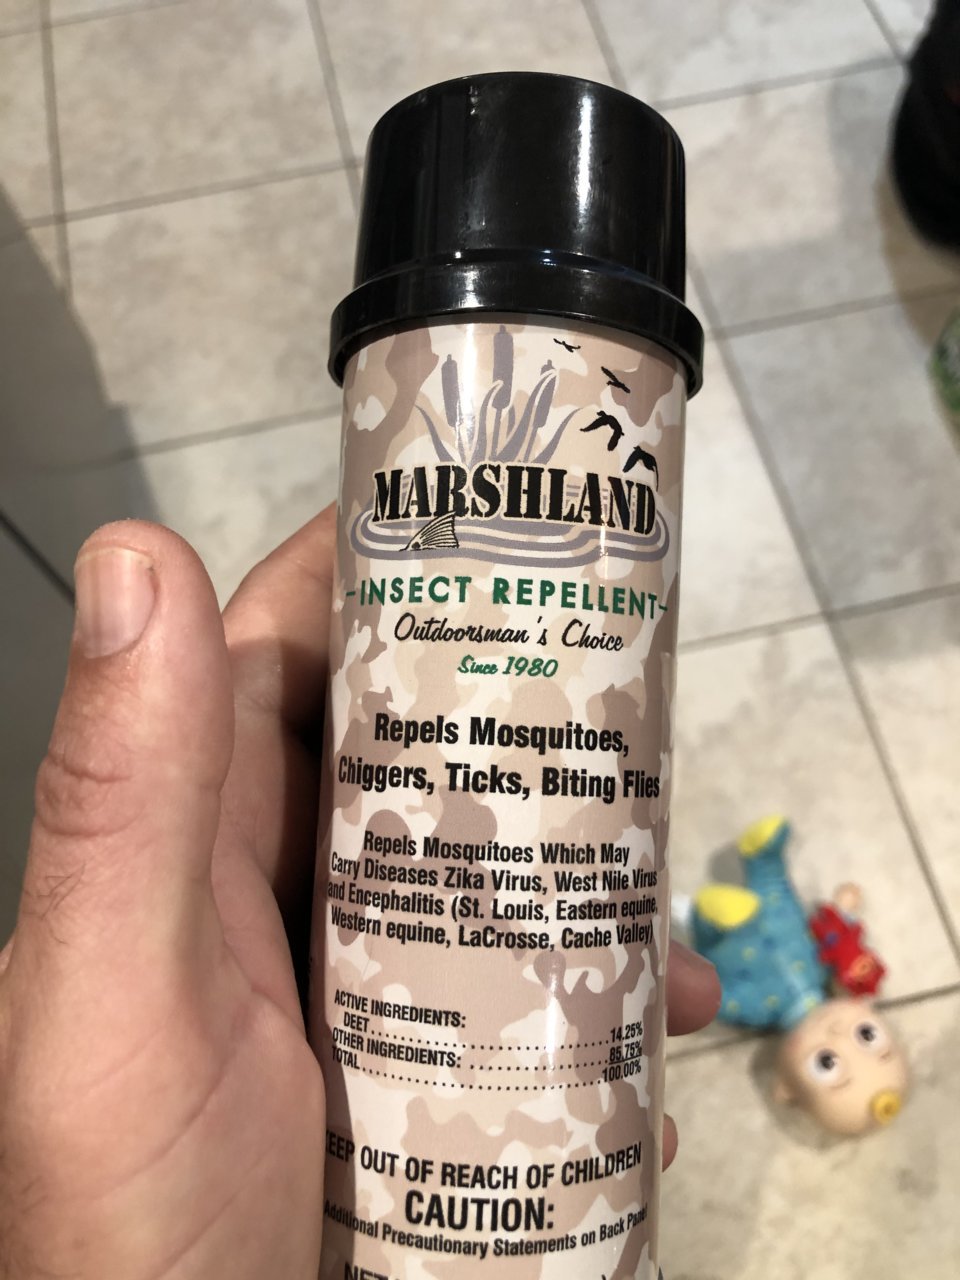 MARSHLAND
-INSECT REPELLENT-
Outdoorsman's Choice
Since 1980
Repels Mosquitoes,
Chiggers, Ticks, Biting Flies
Repels Mosquitoes Which May
Carry Diseases Zika Virus, West Nile Virus
and Encephalitis (St. Louis, Eastern equine,
Western equine, LaCrosse, Cache Valley)
ACTIVE INGREDIENTS:
DEET..............................14.25%
OTHER INGREDIENTS: ....................85.75%
TOTAL..............................100.00%
KEEP OUT OF REACH OF CHILDREN
CAUTION:
Additional Precautionary Statements on Back Panel
NET